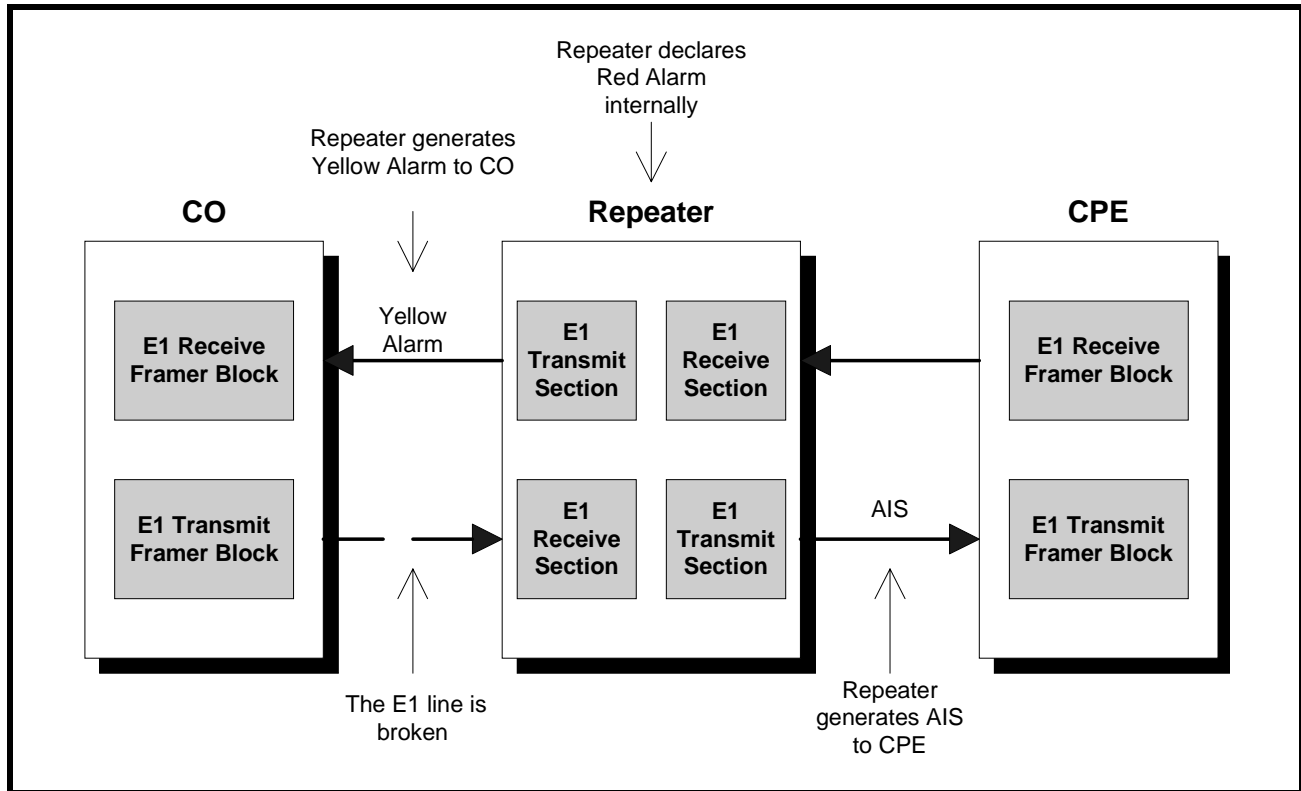 Repeater declares
Red Alarm
internally
Repeater generates
Yellow Alarm to CO
CO
Repeater
CPE
E1 Receive
Framer Block
Yellow
Alarm
E1
Transmit
Section
E1
Receive
Section
E1 Receive
Framer Block
E1 Transmit
Framer Block
E1
Receive
Section
E1
Transmit
Section
AIS
E1 Transmit
Framer Block
The E1 line is
broken
Repeater
generates AIS
to CPE